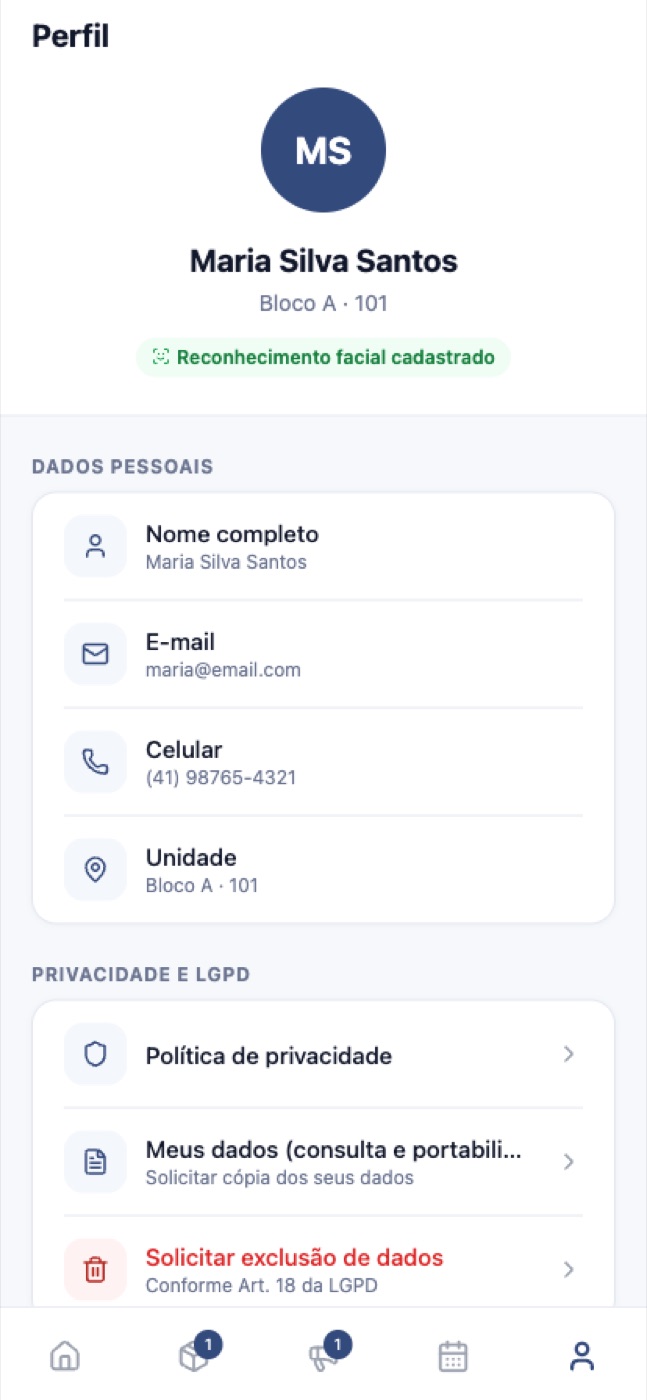 Perfil
MS
Maria Silva Santos
Bloco A · 101
Reconhecimento facial cadastrado
DADOS PESSOAIS
Nome completo
Maria Silva Santos
E-mail
maria@email.com
Celular
(41) 98765-4321
Unidade
Bloco A · 101
PRIVACIDADE E LGPD
Política de privacidade
Meus dados (consulta e portabili...
Solicitar cópia dos seus dados
Solicitar exclusão de dados
Conforme Art. 18 da LGPD
1
1